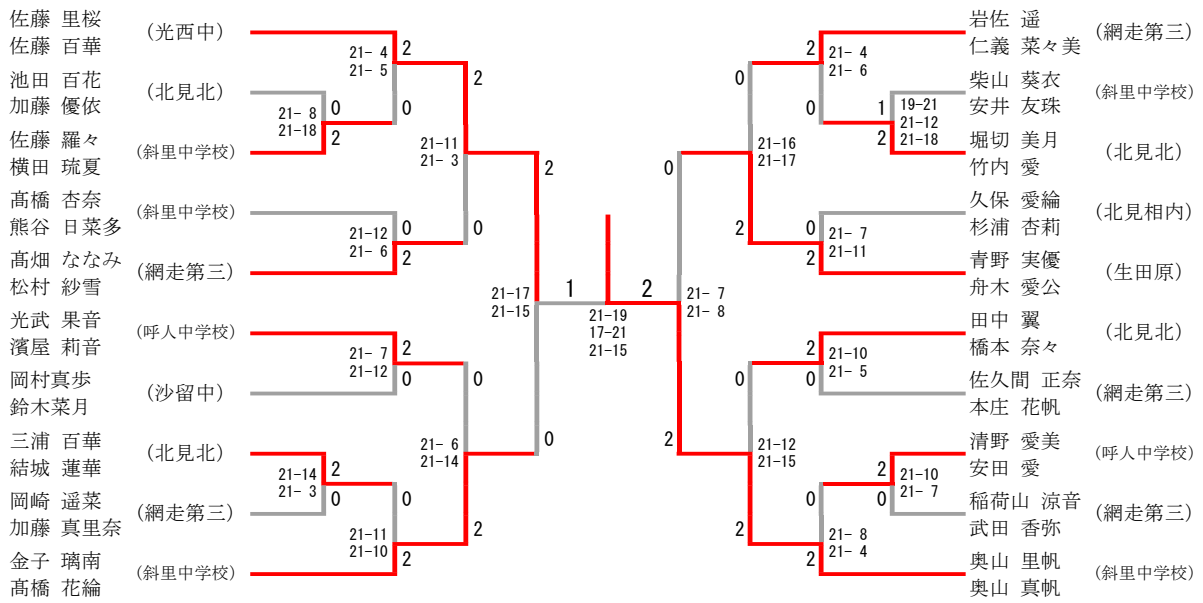 佐藤 里桜
佐藤 百華
(光西中)
池田 百花
加藤 優依
(北見北)
佐藤 羅々
横田 琉夏
(斜里中学校)
髙橋 杏奈
熊谷 日菜多
(斜里中学校)
髙畑 ななみ
松村 紗雪
(網走第三)
光武 果音
濱屋 莉音
(呼人中学校)
岡村真歩
鈴木菜月
(沙留中)
三浦 百華
結城 蓮華
(北見北)
岡崎 遥菜
加藤 真里奈
(網走第三)
金子 璃南
髙橋 花綸
(斜里中学校)
21- 4
21- 5
2
0
21- 8
21-18
0
2
21-11
21- 3
2
0
21-12
21- 6
0
2
21-17
21-15
2
0
21- 7
21-12
2
0
21- 6
21-14
0
2
21-14
21- 3
2
0
21-11
21-10
0
2
1
2
21-19
17-21
21-15
21- 7
21- 8
0
2
21-16
21-17
0
2
21- 4
21- 6
2
0
19-21
21-12
21-18
1
2
21- 7
21-11
0
2
21-12
21-15
0
2
21-10
21- 5
2
0
21-10
21- 7
2
0
21- 8
21- 4
0
2
岩佐 遥
仁義 菜々美
(網走第三)
柴山 葵衣
安井 友珠
(斜里中学校)
堀切 美月
竹内 愛
(北見北)
久保 愛綸
杉浦 杏莉
(北見相内)
青野 実優
舟木 愛公
(生田原)
田中 翼
橋本 奈々
(北見北)
佐久間 正奈
本庄 花帆
(網走第三)
清野 愛美
安田 愛
(呼人中学校)
稲荷山 涼音
武田 香弥
(網走第三)
奥山 里帆
奥山 真帆
(斜里中学校)